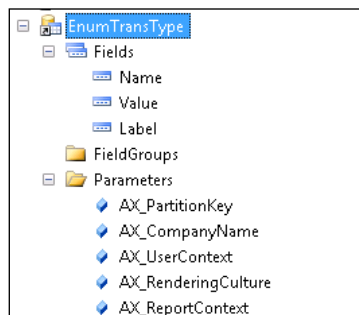 EnumTransType
Fields
Name
Value
Label
FieldGroups
Parameters
AX_PartitionKey
AX_CompanyName
AX_UserContext
AX_RenderingCulture
AX_ReportContext